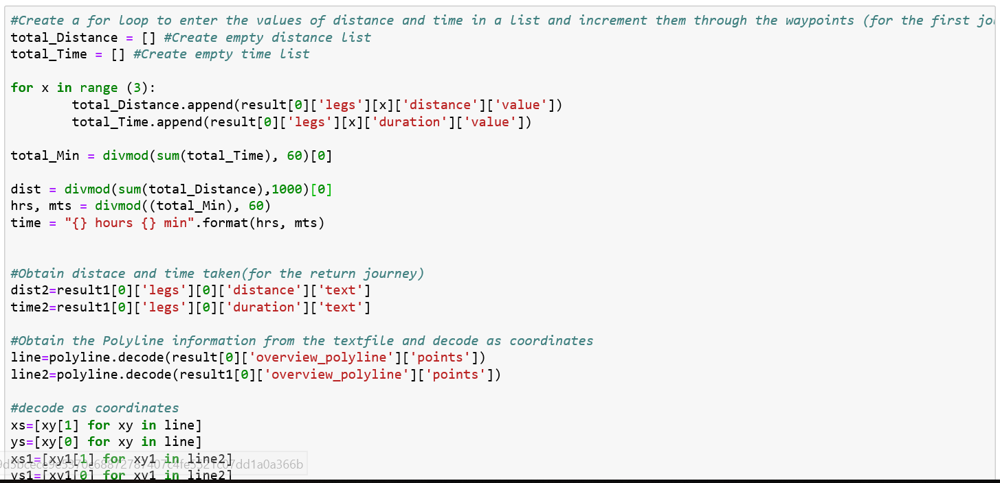 #Create a for loop to enter the values of distance and time in a list and increment them through the waypoints (for the first jou
total_Distance = [] #Create empty distance list
total_Time = [] #Create empty time list
for x in range (3):
total_Distance.append(result[0]['legs'][x]['distance']['value'])
total_Time.append(result[0]['legs'][x]['duration']['value'])
total_Min = divmod(sum(total_Time), 60)[0]
dist = divmod(sum(total_Distance),1000)[0]
hrs, mts = divmod((total_Min), 60)
time = "{} hours {} min".format(hrs, mts)
#Obtain distace and time taken(for the return journey)
dist2=result1[0]['legs'][0]['distance']['text']
time2=result1[0]['legs'][0]['duration']['text']
#Obtain the Polyline information from the textfile and decode as coordinates
line=polyline.decode(result[0]['overview_polyline']['points'])
line2=polyline.decode(result1[0]['overview_polyline']['points'])
#decode as coordinates
xs=[xy[1] for xy in line]
ys=[xy[0] for xy in line]
xs1=[xy1[1] for xy1 in line2]
ys1=[xy1[0] for xy1 in line2]